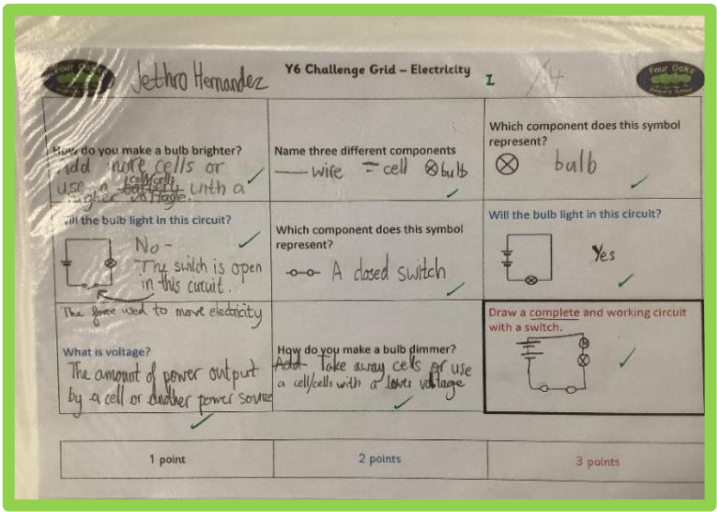 Jethro Hernandez
Y6 Challenge Grid – Electricity
I
/4
Four Oaks
How do you make a bulb brighter?
Add more cells or
use a battery cell/cells with a
higher voltage.
Name three different components
wire cell bulb
Which component does this symbol
represent?
bulb
Will the bulb light in this circuit?
No -
The switch is open
in this circuit.
Which component does this symbol
represent?
A closed switch
Will the bulb light in this circuit?
Yes
The force used to move electricity
What is voltage?
The amount of power output
by a cell or another power source
How do you make a bulb dimmer?
Add Take away cells or use
a cell/cells with a lower voltage
Draw a complete and working circuit
with a switch.
1 point
2 points
3 points